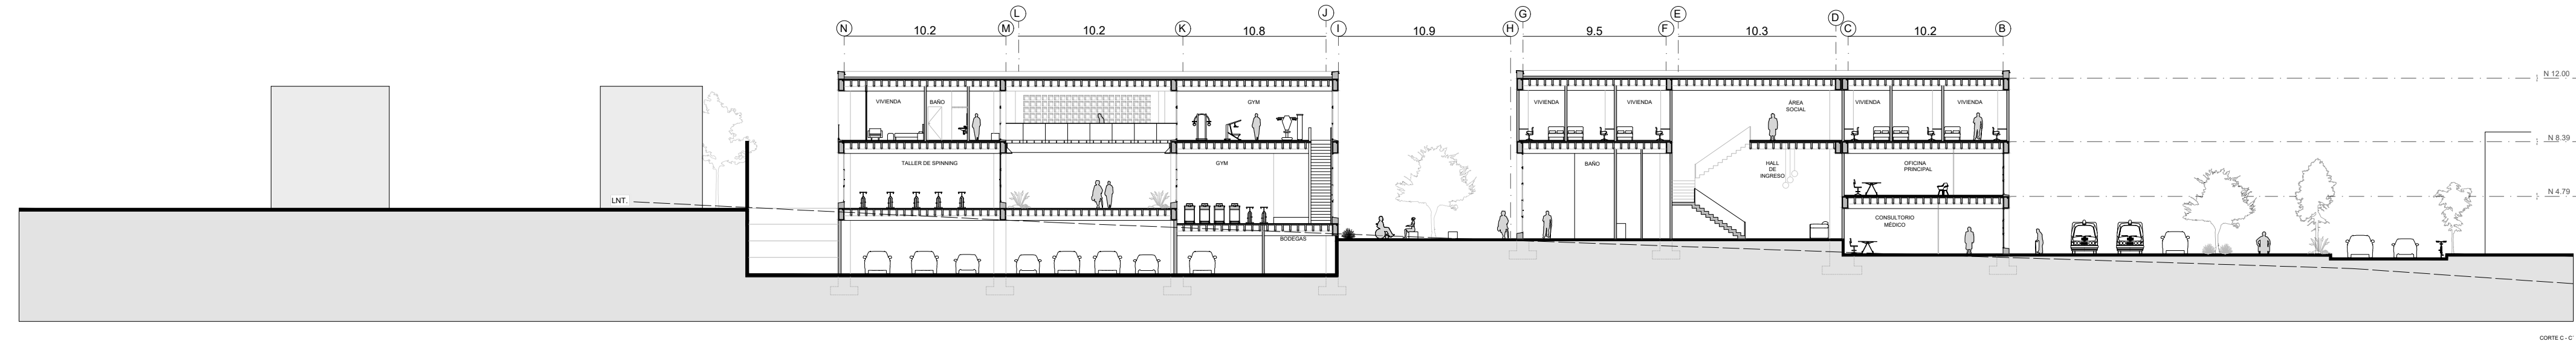 N
L
M
K
J
I
H
G
F
E
D
C
B
10.2
10.2
10.8
10.9
9.5
10.3
10.2
N 12.00
VIVIENDA
BAÑO
GYM
VIVIENDA
VIVIENDA
ÁREA
SOCIAL
VIVIENDA
VIVIENDA
N 8.39
TALLER DE SPINNING
GYM
BAÑO
HALL
DE
INGRESO
OFICINA
PRINCIPAL
N 4.79
LNT.
CONSULTORIO
MÉDICO
BODEGAS
CORTE C - C'